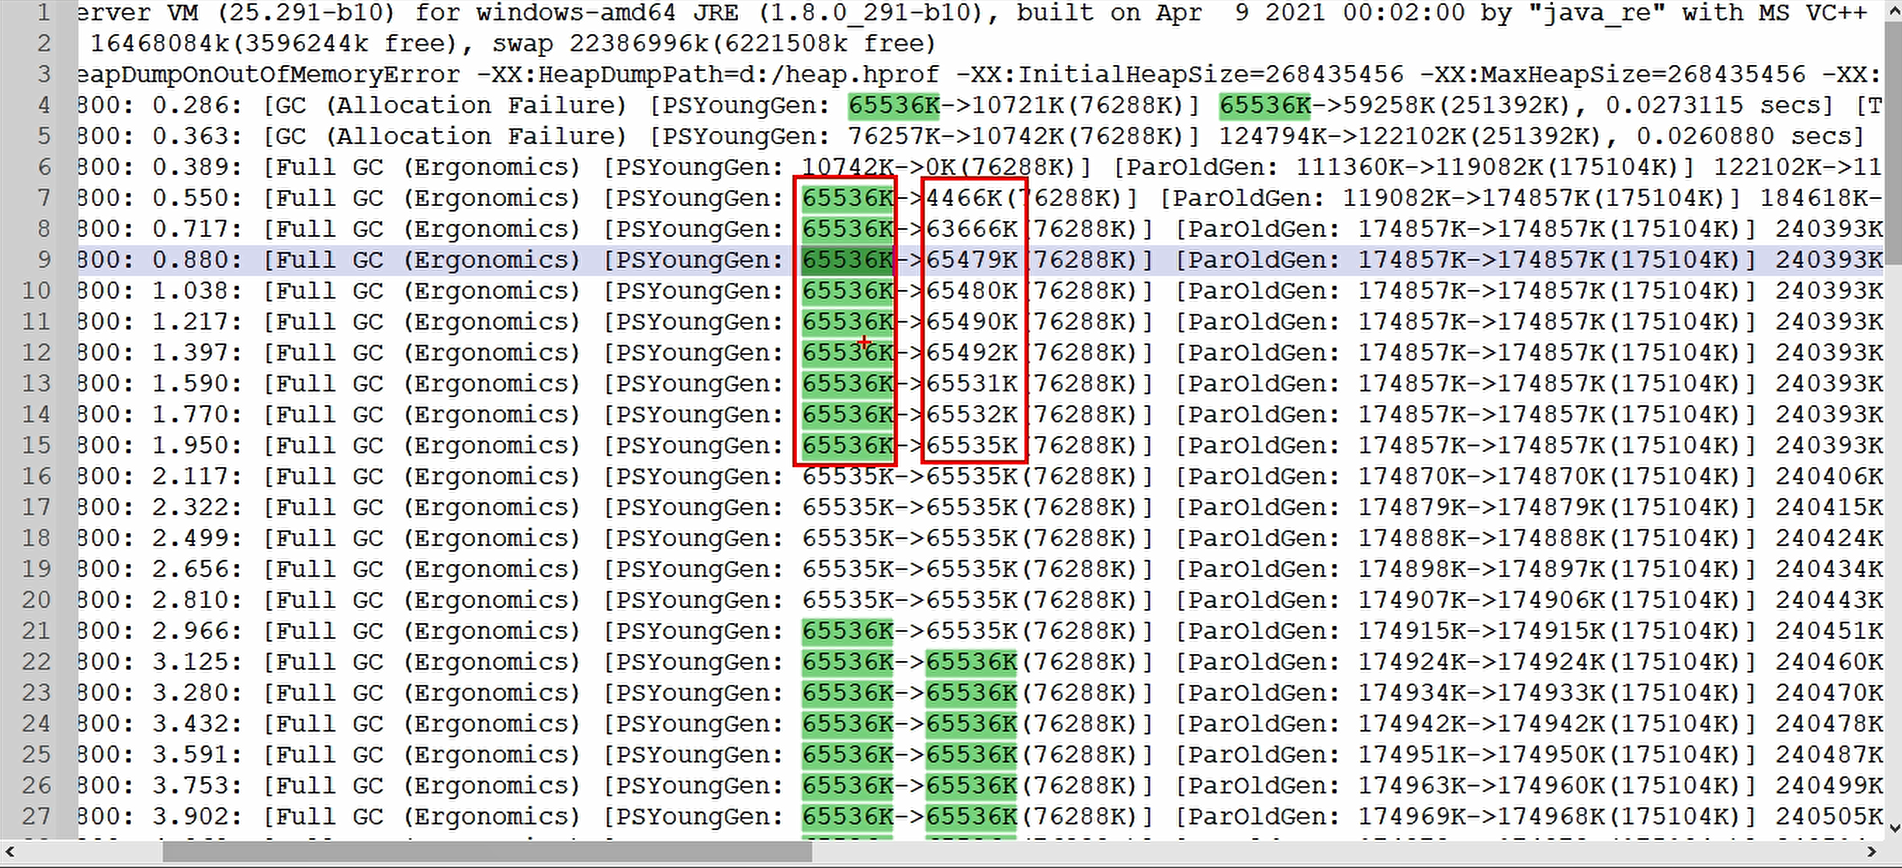 1 erver VM (25.291-b10) for windows-amd64 JRE (1.8.0_291-b10), built on Apr  9 2021 00:02:00 by "java_re" with MS VC++
2 16468084k(3596244k free), swap 22386996k(6221508k free)
3 eapDumpOnOutOfMemoryError -XX:HeapDumpPath=d:/heap.hprof -XX:InitialHeapSize=268435456 -XX:MaxHeapSize=268435456 -XX:
4 800: 0.286: [GC (Allocation Failure) [PSYoungGen: 65536K->10721K(76288K)] 65536K->59258K(251392K), 0.0273115 secs] [T
5 800: 0.363: [GC (Allocation Failure) [PSYoungGen: 76257K->10742K(76288K)] 124794K->122102K(251392K), 0.0260880 secs]
6 800: 0.389: [Full GC (Ergonomics) [PSYoungGen: 10742K->0K(76288K)] [ParOldGen: 111360K->119082K(175104K)] 122102K->11
7 800: 0.550: [Full GC (Ergonomics) [PSYoungGen: 65536K->4466K(76288K)] [ParOldGen: 119082K->174857K(175104K)] 184618K-
8 800: 0.717: [Full GC (Ergonomics) [PSYoungGen: 65536K->63666K(76288K)] [ParOldGen: 174857K->174857K(175104K)] 240393K
9 800: 0.880: [Full GC (Ergonomics) [PSYoungGen: 65536K->65479K(76288K)] [ParOldGen: 174857K->174857K(175104K)] 240393K
10 800: 1.038: [Full GC (Ergonomics) [PSYoungGen: 65536K->65480K(76288K)] [ParOldGen: 174857K->174857K(175104K)] 240393K
11 800: 1.217: [Full GC (Ergonomics) [PSYoungGen: 65536K->65490K(76288K)] [ParOldGen: 174857K->174857K(175104K)] 240393K
12 800: 1.397: [Full GC (Ergonomics) [PSYoungGen: 65536K->65492K(76288K)] [ParOldGen: 174857K->174857K(175104K)] 240393K
13 800: 1.590: [Full GC (Ergonomics) [PSYoungGen: 65536K->65531K(76288K)] [ParOldGen: 174857K->174857K(175104K)] 240393K
14 800: 1.770: [Full GC (Ergonomics) [PSYoungGen: 65536K->65532K(76288K)] [ParOldGen: 174857K->174857K(175104K)] 240393K
15 800: 1.950: [Full GC (Ergonomics) [PSYoungGen: 65536K->65535K(76288K)] [ParOldGen: 174857K->174857K(175104K)] 240393K
16 800: 2.117: [Full GC (Ergonomics) [PSYoungGen: 65535K->65535K(76288K)] [ParOldGen: 174870K->174870K(175104K)] 240406K
17 800: 2.322: [Full GC (Ergonomics) [PSYoungGen: 65535K->65535K(76288K)] [ParOldGen: 174879K->174879K(175104K)] 240415K
18 800: 2.499: [Full GC (Ergonomics) [PSYoungGen: 65535K->65535K(76288K)] [ParOldGen: 174888K->174888K(175104K)] 240424K
19 800: 2.656: [Full GC (Ergonomics) [PSYoungGen: 65535K->65535K(76288K)] [ParOldGen: 174898K->174897K(175104K)] 240434K
20 800: 2.810: [Full GC (Ergonomics) [PSYoungGen: 65535K->65535K(76288K)] [ParOldGen: 174907K->174906K(175104K)] 240443K
21 800: 2.966: [Full GC (Ergonomics) [PSYoungGen: 65536K->65535K(76288K)] [ParOldGen: 174915K->174915K(175104K)] 240451K
22 800: 3.125: [Full GC (Ergonomics) [PSYoungGen: 65536K->65536K(76288K)] [ParOldGen: 174924K->174924K(175104K)] 240460K
23 800: 3.280: [Full GC (Ergonomics) [PSYoungGen: 65536K->65536K(76288K)] [ParOldGen: 174934K->174933K(175104K)] 240470K
24 800: 3.432: [Full GC (Ergonomics) [PSYoungGen: 65536K->65536K(76288K)] [ParOldGen: 174942K->174942K(175104K)] 240478K
25 800: 3.591: [Full GC (Ergonomics) [PSYoungGen: 65536K->65536K(76288K)] [ParOldGen: 174951K->174950K(175104K)] 240487K
26 800: 3.753: [Full GC (Ergonomics) [PSYoungGen: 65536K->65536K(76288K)] [ParOldGen: 174963K->174960K(175104K)] 240499K
27 800: 3.902: [Full GC (Ergonomics) [PSYoungGen: 65536K->65536K(76288K)] [ParOldGen: 174969K->174968K(175104K)] 240505K